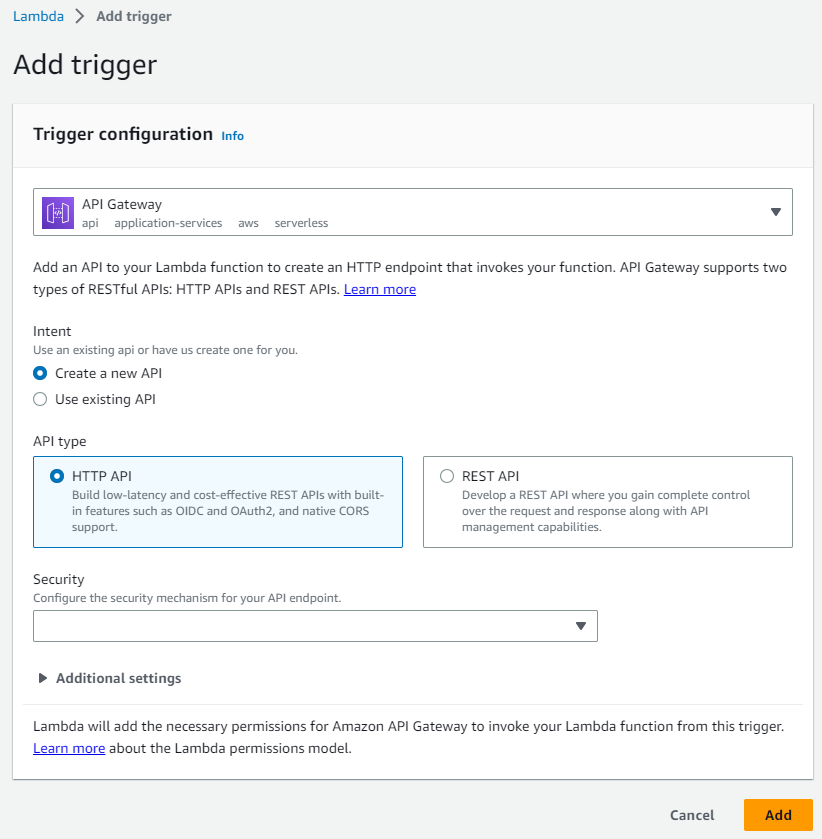 Lambda > Add trigger
Add trigger
Trigger configuration Info
API Gateway
api application-services aws serverless
Add an API to your Lambda function to create an HTTP endpoint that invokes your function. API Gateway supports two
types of RESTful APIs: HTTP APIs and REST APIs. Learn more
Intent
Use an existing api or have us create one for you.
Create a new API
Use existing API
API type
HTTP API
Build low-latency and cost-effective REST APIs with built-
in features such as OIDC and OAuth2, and native CORS
support.
REST API
Develop a REST API where you gain complete control
over the request and response along with API
management capabilities.
Security
Configure the security mechanism for your API endpoint.
Additional settings
Lambda will add the necessary permissions for Amazon API Gateway to invoke your Lambda function from this trigger.
Learn more about the Lambda permissions model.
Cancel Add